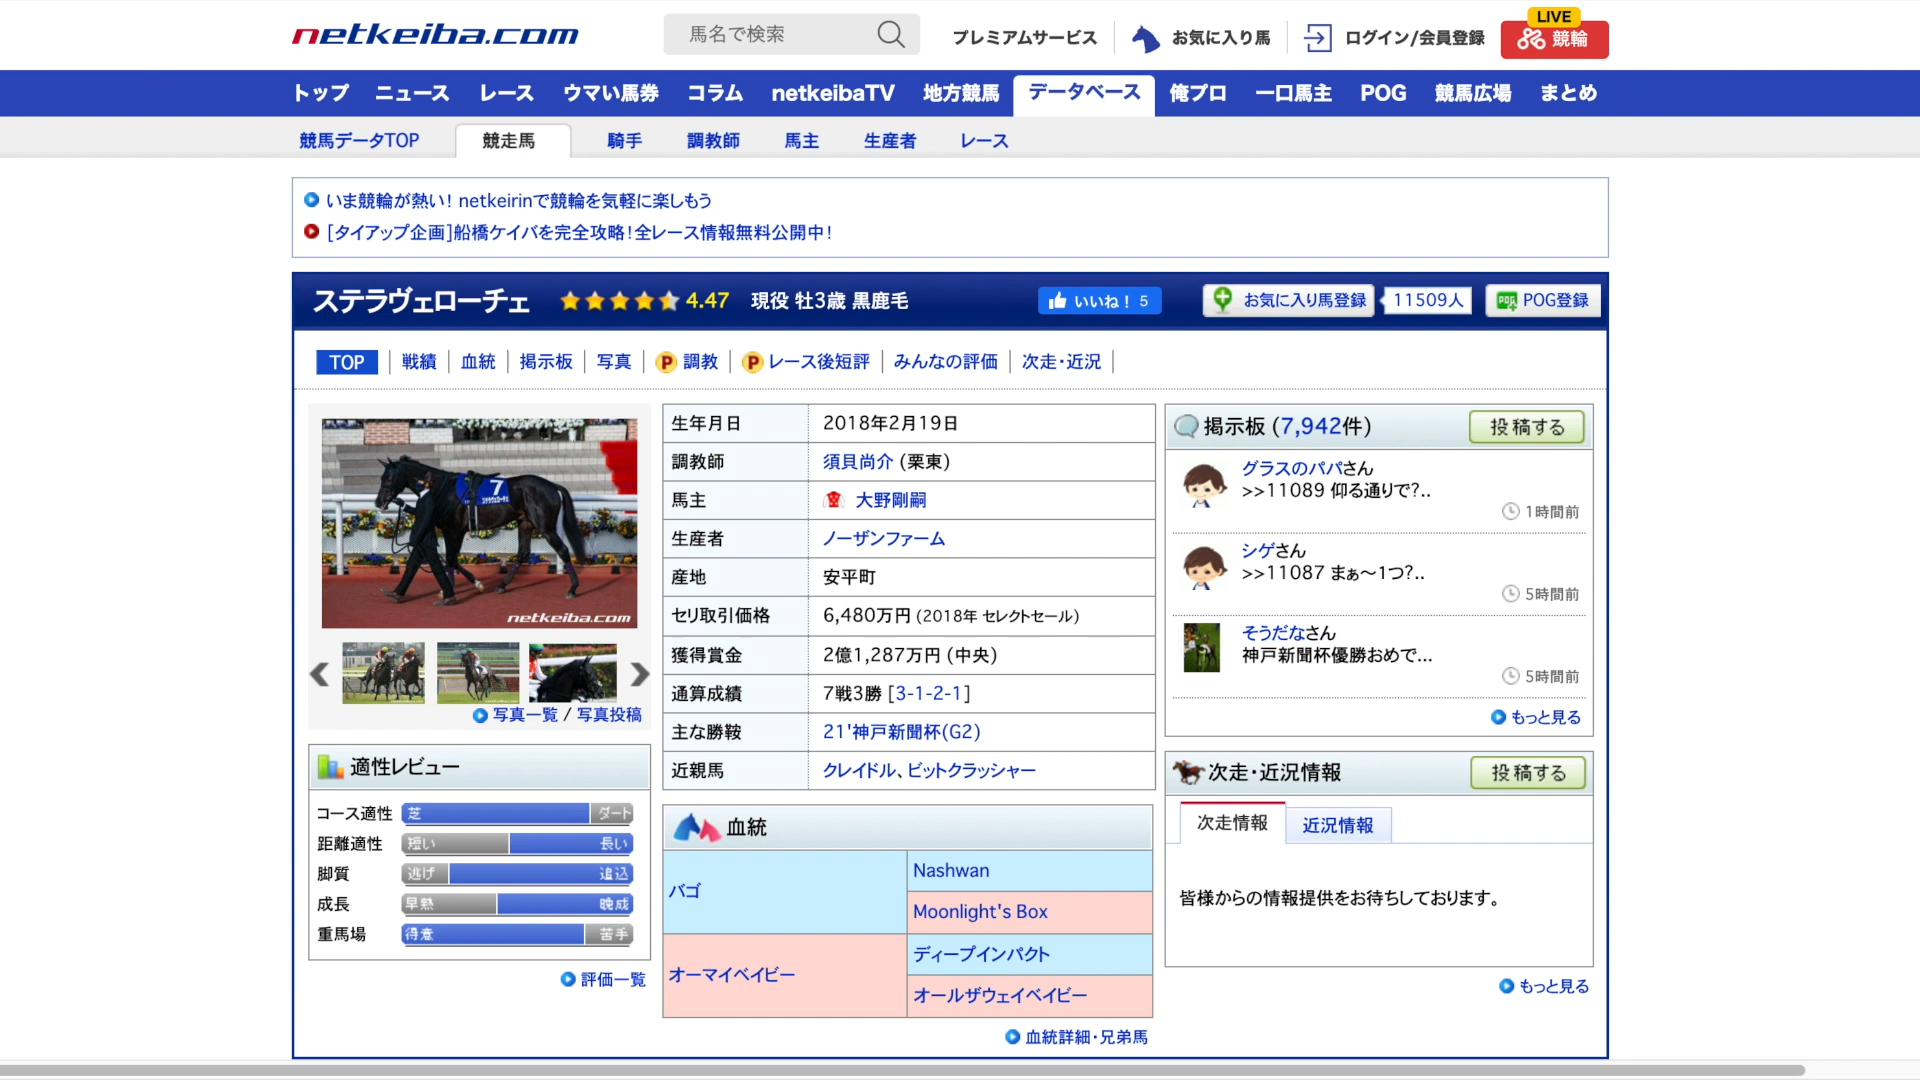 netkeiba.com
馬名で検索
プレミアムサービス
お気に入り馬
ログイン/会員登録
LIVE
競輪
トップ ニュース レース ウマい馬券 コラム netkeibaTV 地方競馬 データベース 俺プロ 一口馬主 POG 競馬広場 まとめ
競馬データTOP 競走馬 騎手 調教師 馬主 生産者 レース
いま競輪が熱い! netkeirinで競輪を気軽に楽しもう
[タイアップ企画]船橋ケイバを完全攻略!全レース情報無料公開中!
ステラヴェローチェ 4.47 現役 牡3歳 黒鹿毛
いいね! 5
お気に入り馬登録 11509人
POG登録
TOP 戦績 血統 掲示板 写真 P 調教 P レース後短評 みんなの評価 次走・近況
7
ステラヴェローチェ
netkeiba.com
写真一覧 / 写真投稿
適性レビュー
コース適性 芝 ダート
距離適性 短い 長い
脚質 逃げ 追込
成長 早熟 晩成
重馬場 得意 苦手
評価一覧
生年月日 2018年2月19日
調教師 須貝尚介 (栗東)
馬主 大野剛嗣
生産者 ノーザンファーム
産地 安平町
セリ取引価格 6,480万円 (2018年 セレクトセール)
獲得賞金 2億1,287万円 (中央)
通算成績 7戦3勝 [3-1-2-1]
主な勝鞍 21'神戸新聞杯(G2)
近親馬 クレイドル、ビットクラッシャー
血統
バゴ
Nashwan
Moonlight's Box
オーマイベイビー
ディープインパクト
オールザウェイベイビー
血統詳細・兄弟馬
掲示板 (7,942件) 投稿する
グラスのパパさん
>>11089 仰る通りで?..
1時間前
シゲさん
>>11087 まぁ〜1つ?..
5時間前
そうだなさん
神戸新聞杯優勝おめで...
5時間前
もっと見る
次走・近況情報 投稿する
次走情報 近況情報
皆様からの情報提供をお待ちしております。
もっと見る